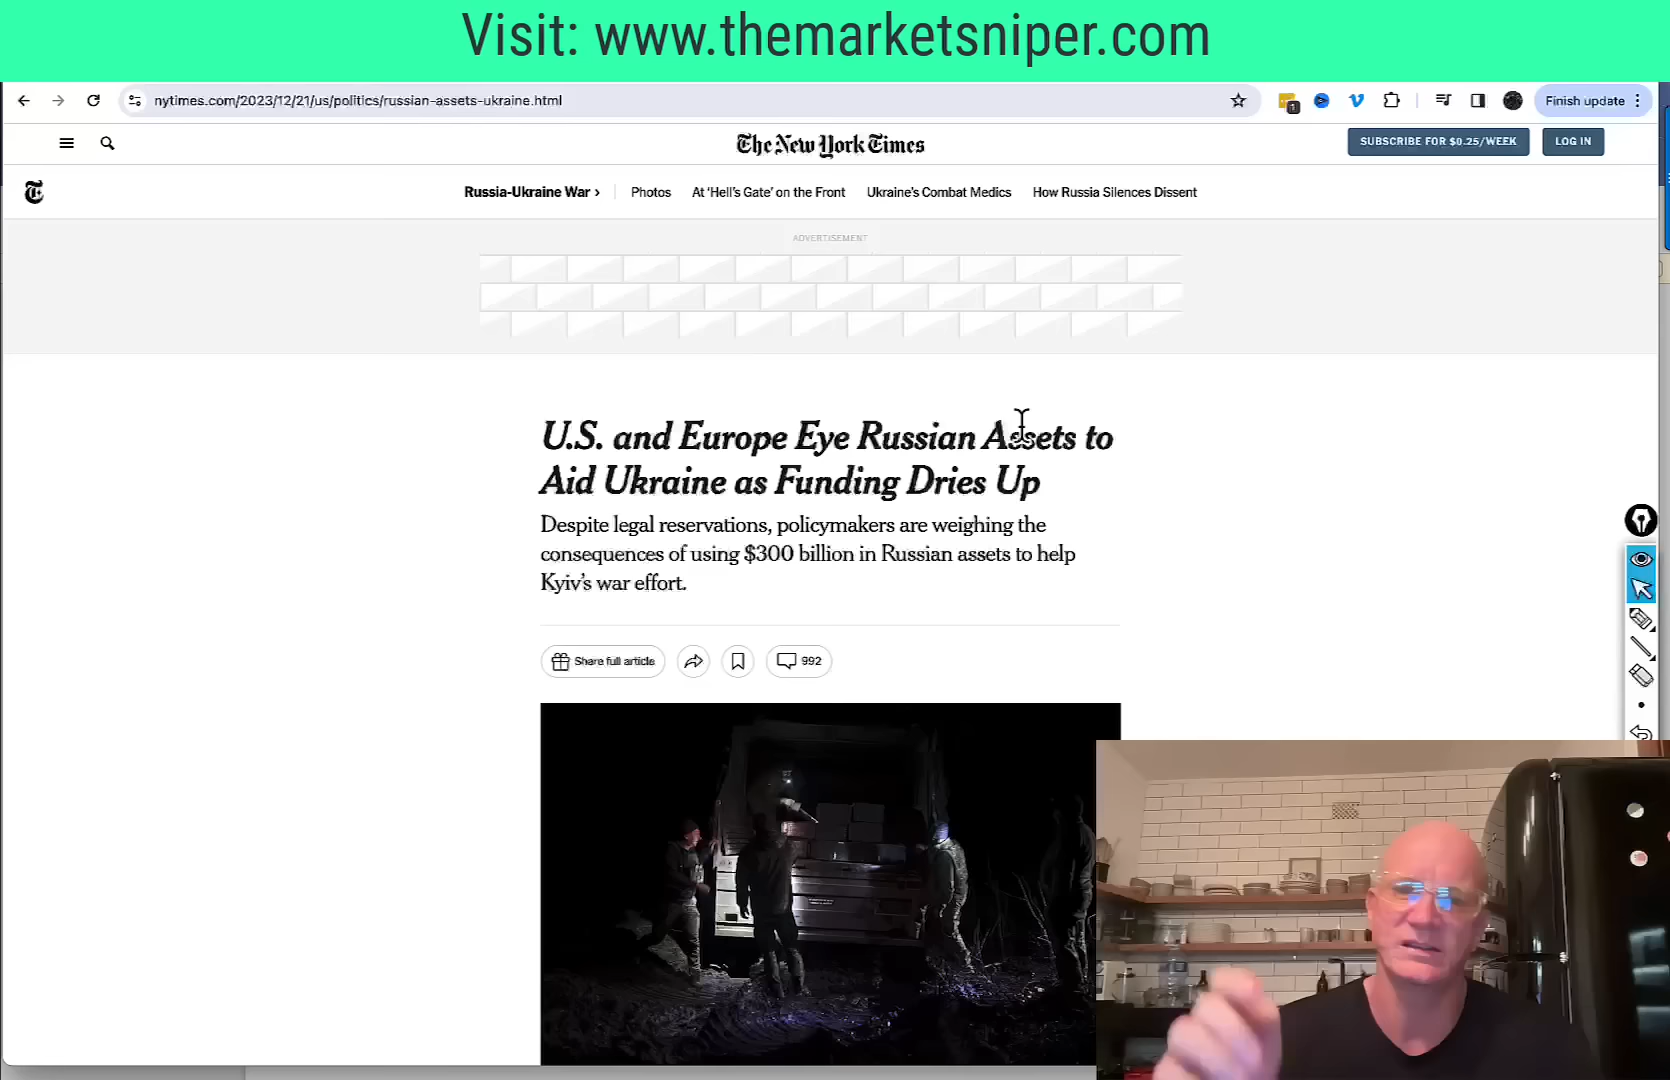 Visit: www.themarketsniper.com
nytimes.com/2023/12/21/us/politics/russian-assets-ukraine.html
1
Finish update
The New York Times
SUBSCRIBE FOR $0.25/WEEK
LOG IN
T
Russia-Ukraine War ›
Photos
At ‘Hell’s Gate’ on the Front
Ukraine’s Combat Medics
How Russia Silences Dissent
ADVERTISEMENT
U.S. and Europe Eye Russian Assets to
Aid Ukraine as Funding Dries Up
Despite legal reservations, policymakers are weighing the
consequences of using $300 billion in Russian assets to help
Kyiv’s war effort.
Share full article
992